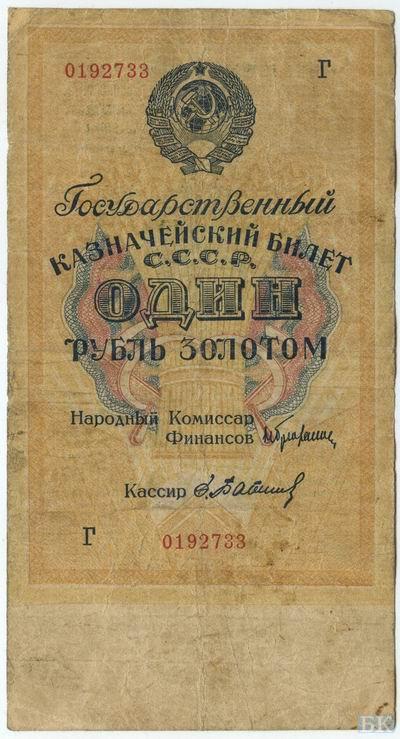 0192733 Г
Государственный
КАЗНАЧЕЙСКИЙ БИЛЕТ
С.С.С.Р.
ОДИН
РУБЛЬ ЗОЛОТОМ
Народный Комиссар
Финансов
Кассир
Г 0192733
БК